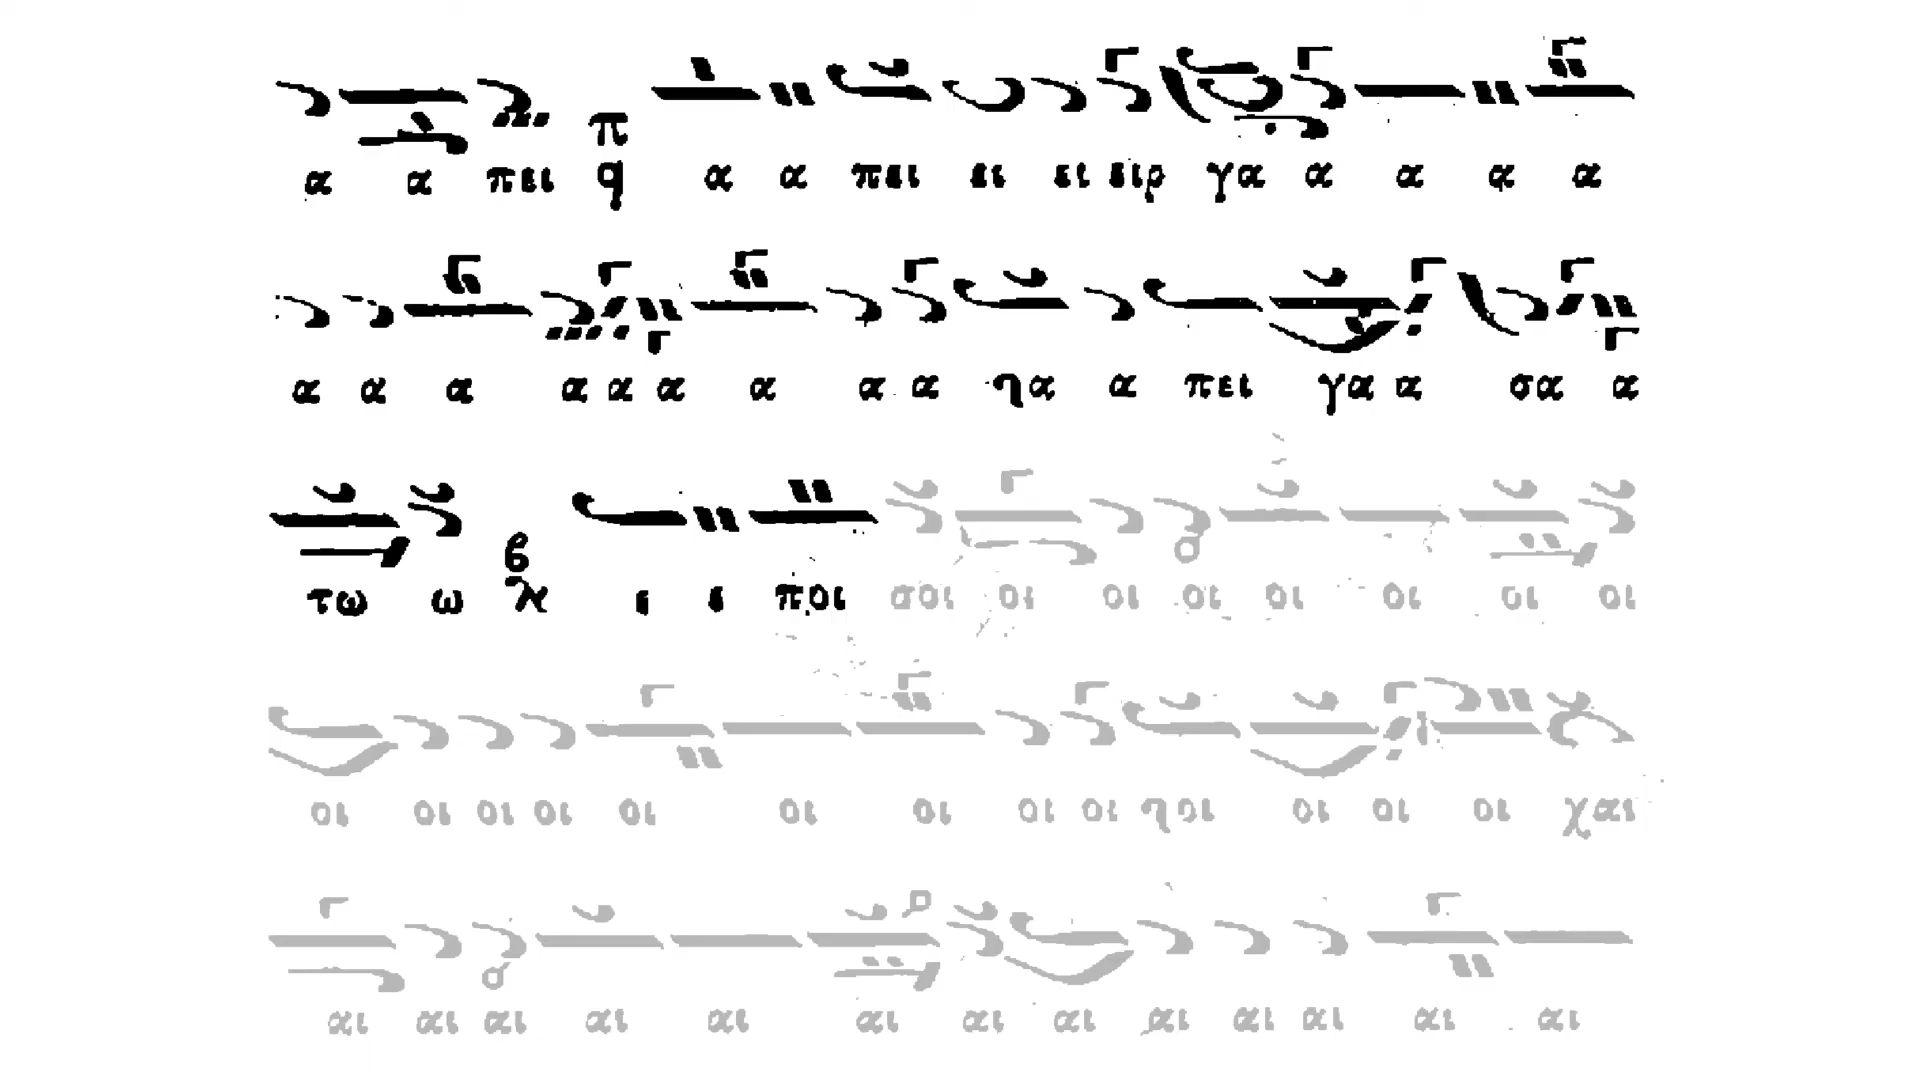 α α πει π q α α πει ει ει ειρ γα α α α α
α α α α α α α α α ηα α πει γα α σα α
τω ω 6 λ ι ι ποι σοι οι οι οι οι οι οι οι
οι οι οι οι οι οι οι οι οι ηοι οι οι οι χαι
αι αι αι αι αι αι αι αι αι αι αι αι αι